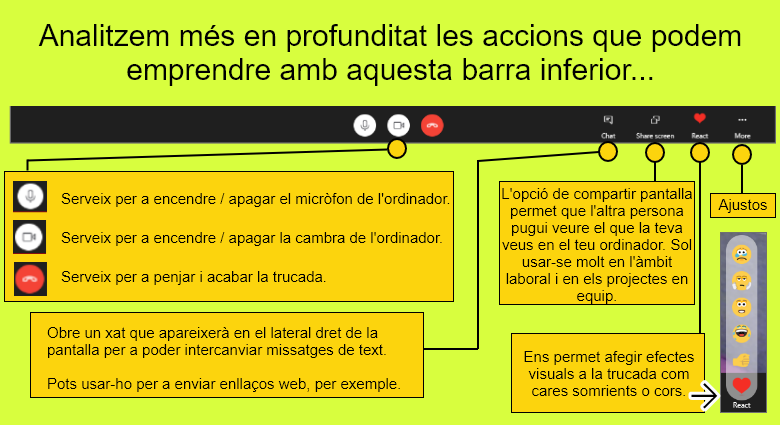 Analitzem més en profunditat les accions que podem
emprendre amb aquesta barra inferior...
Chat
Share screen
React
More
Serveix per a encendre / apagar el micròfon de l'ordinador.
Serveix per a encendre / apagar la cambra de l'ordinador.
Serveix per a penjar i acabar la trucada.
L'opció de compartir pantalla
permet que l'altra persona
pugui veure el que la teva
veus en el teu ordinador. Sol
usar-se molt en l'àmbit
laboral i en els projectes en
equip.
Ajustos
Obre un xat que apareixerà en el lateral dret de la
pantalla per a poder intercanviar missatges de text.
Pots usar-ho per a enviar enllaços web, per exemple.
Ens permet afegir efectes
visuals a la trucada com
cares somrients o cors.
React